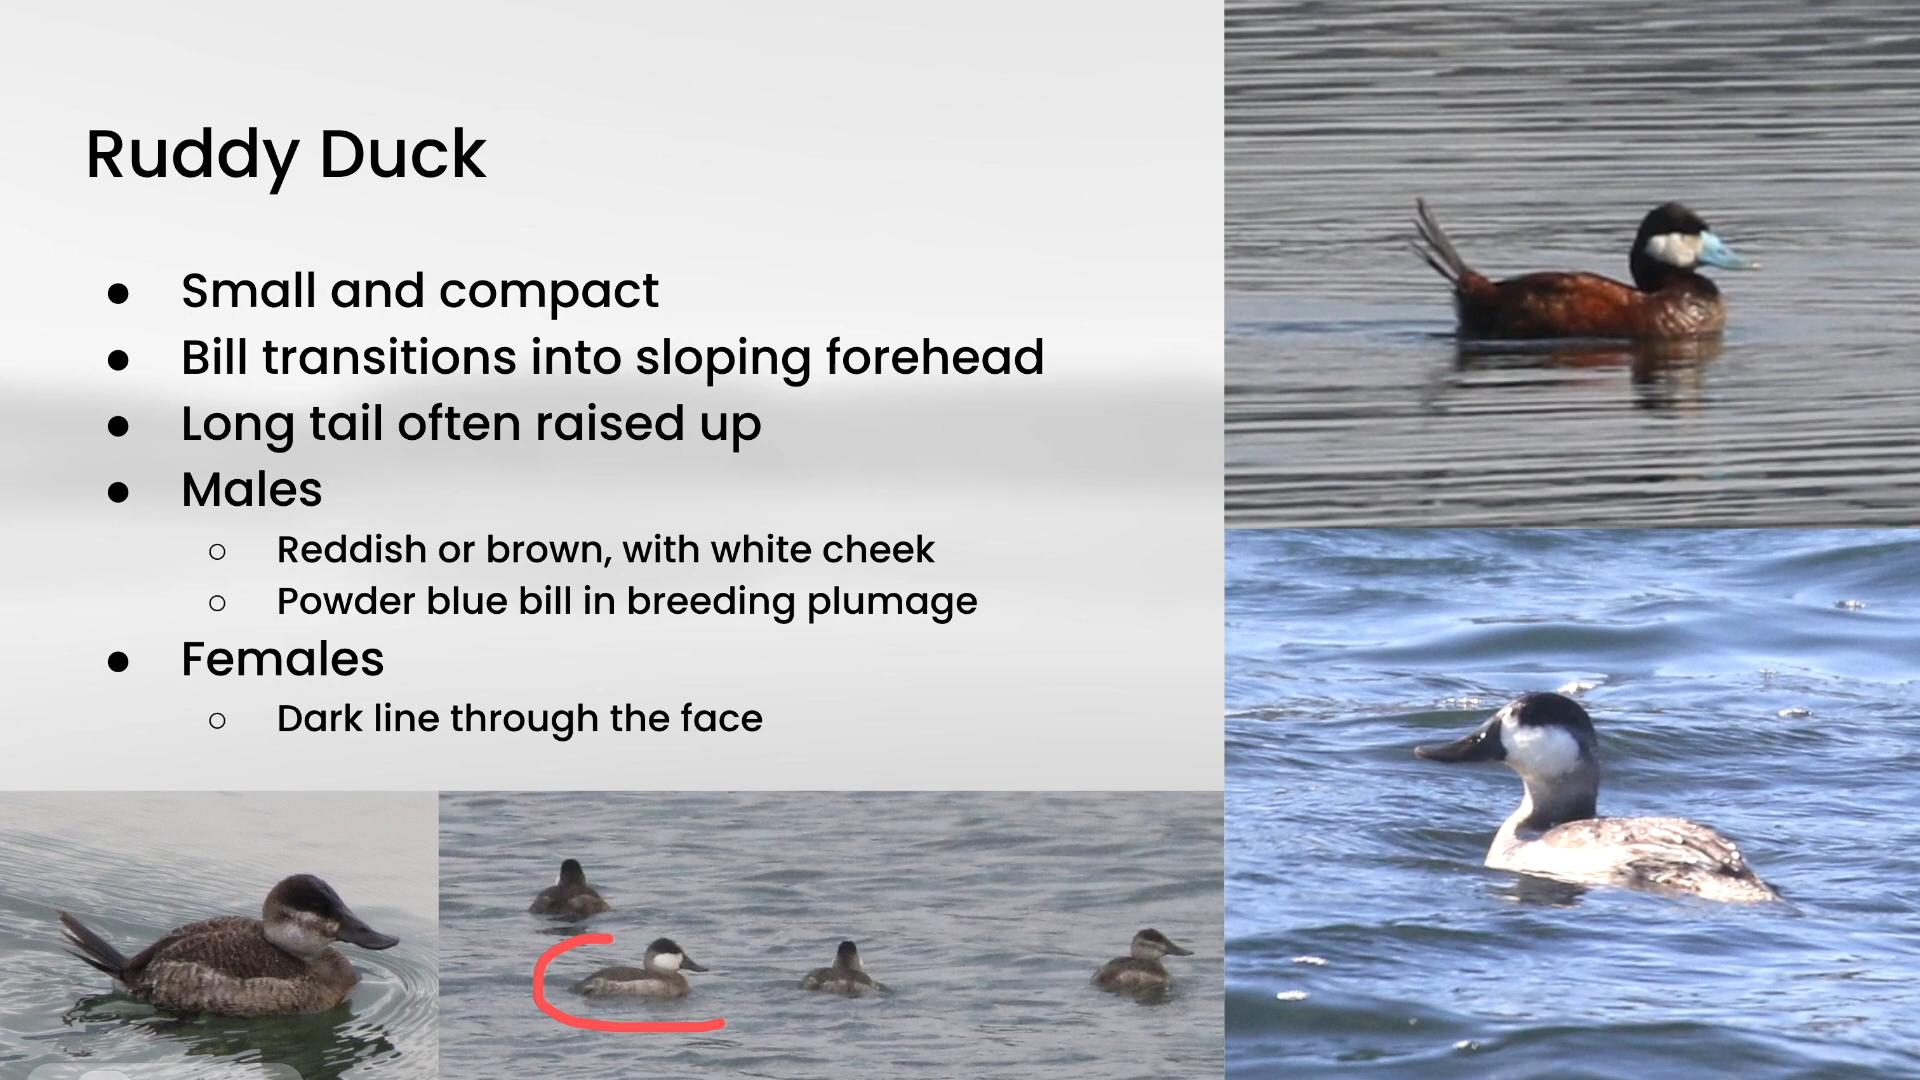 Ruddy Duck
● Small and compact
● Bill transitions into sloping forehead
● Long tail often raised up
● Males
○ Reddish or brown, with white cheek
○ Powder blue bill in breeding plumage
● Females
○ Dark line through the face